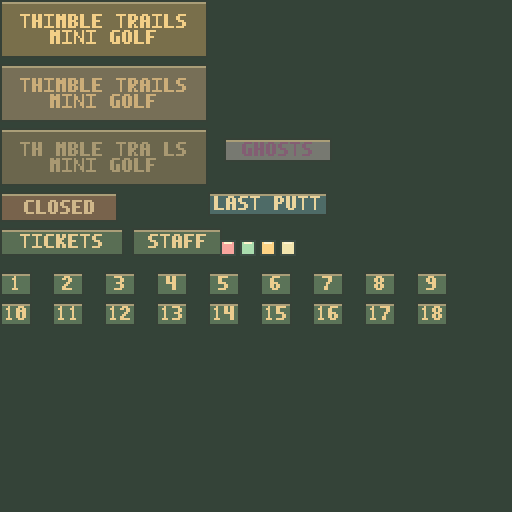 THIMBLE TRAILS
MINI GOLF
THIMBLE TRAILS
MINI GOLF
TH MBLE TRA LS
MINI GOLF
GHOSTS
CLOSED
LAST PUTT
TICKETS STAFF
1 2 3 4 5 6 7 8 9
10 11 12 13 14 15 16 17 18